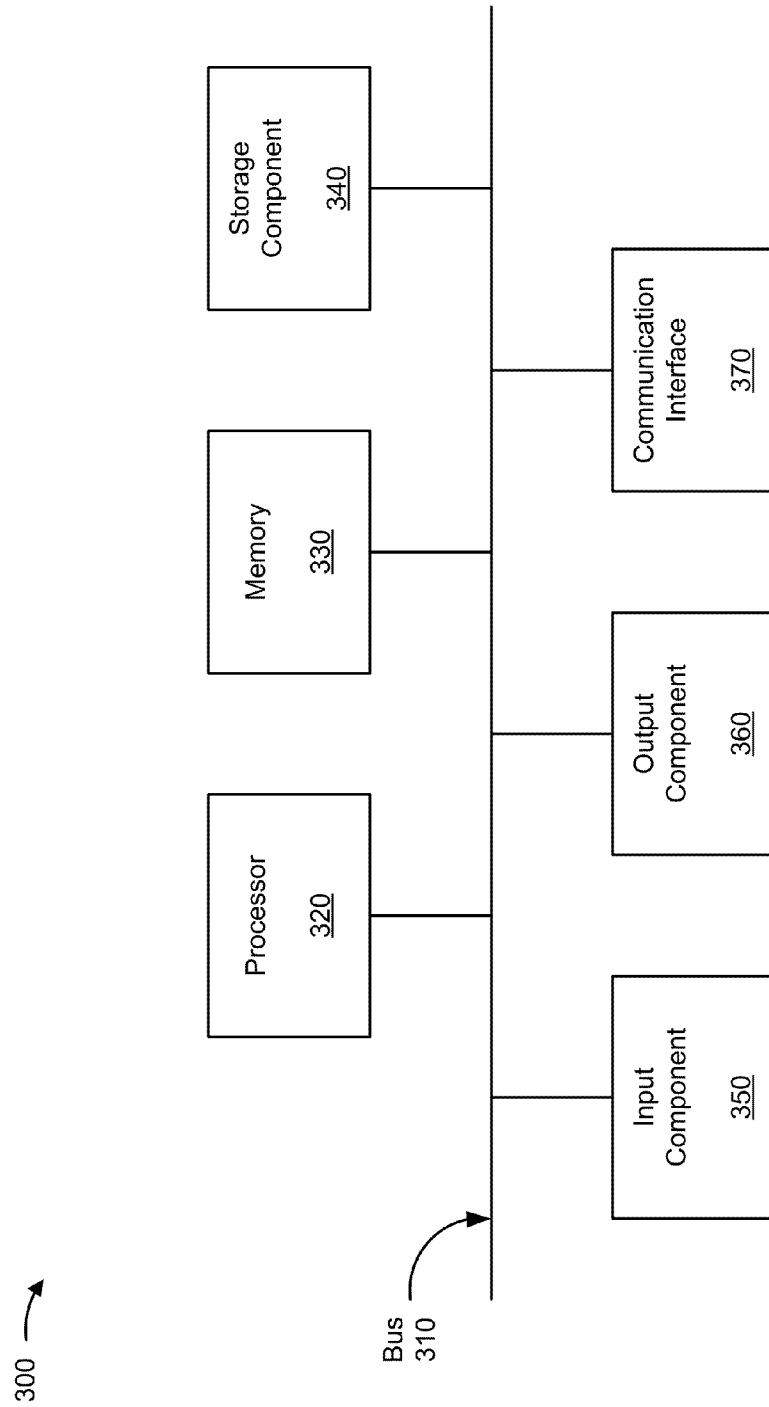 300
Bus
310
Processor
320
Memory
330
Storage
Component
340
Input
Component
350
Output
Component
360
Communication
Interface
370